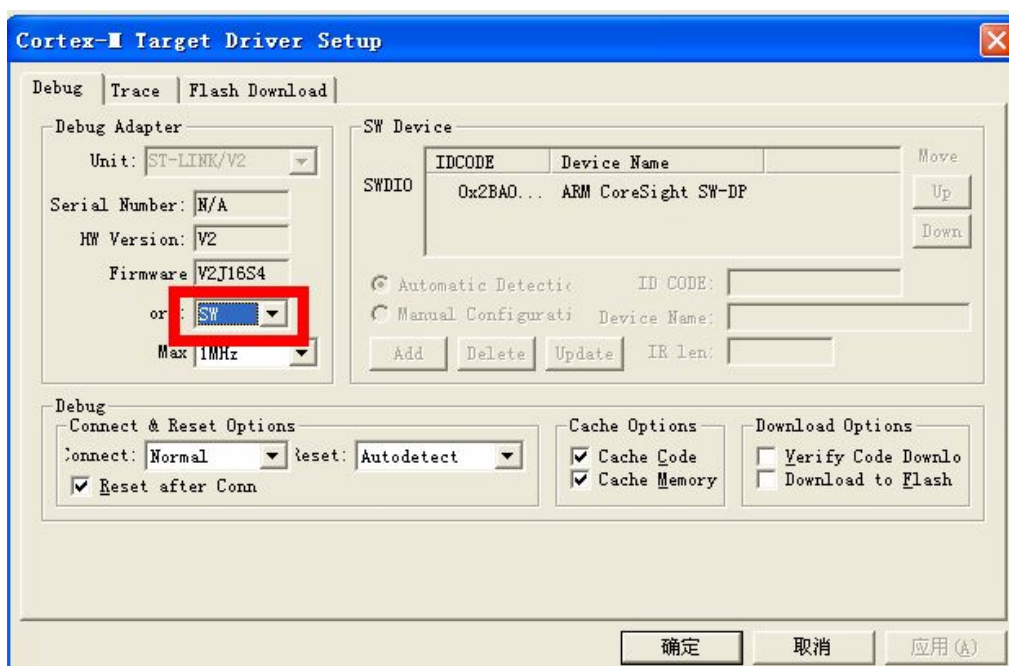 Cortex-M Target Driver Setup
Debug Trace Flash Download
Debug Adapter
Unit: ST-LINK/V2
Serial Number: N/A
HW Version: V2
Firmware V2J16S4
or : SW
Max 1MHz
SW Device
IDCODE Device Name
SWDIO 0x2BA0... ARM CoreSight SW-DP
Move
Up
Down
Automatic Detectic ID CODE:
Manual Configurati Device Name:
Add Delete Update IR len:
Debug
Connect & Reset Options
onnect: Normal eset: Autodetect
Reset after Conn
Cache Options
Cache Code
Cache Memory
Download Options
Verify Code Downlo
Download to Flash
确定 取消 应用(A)